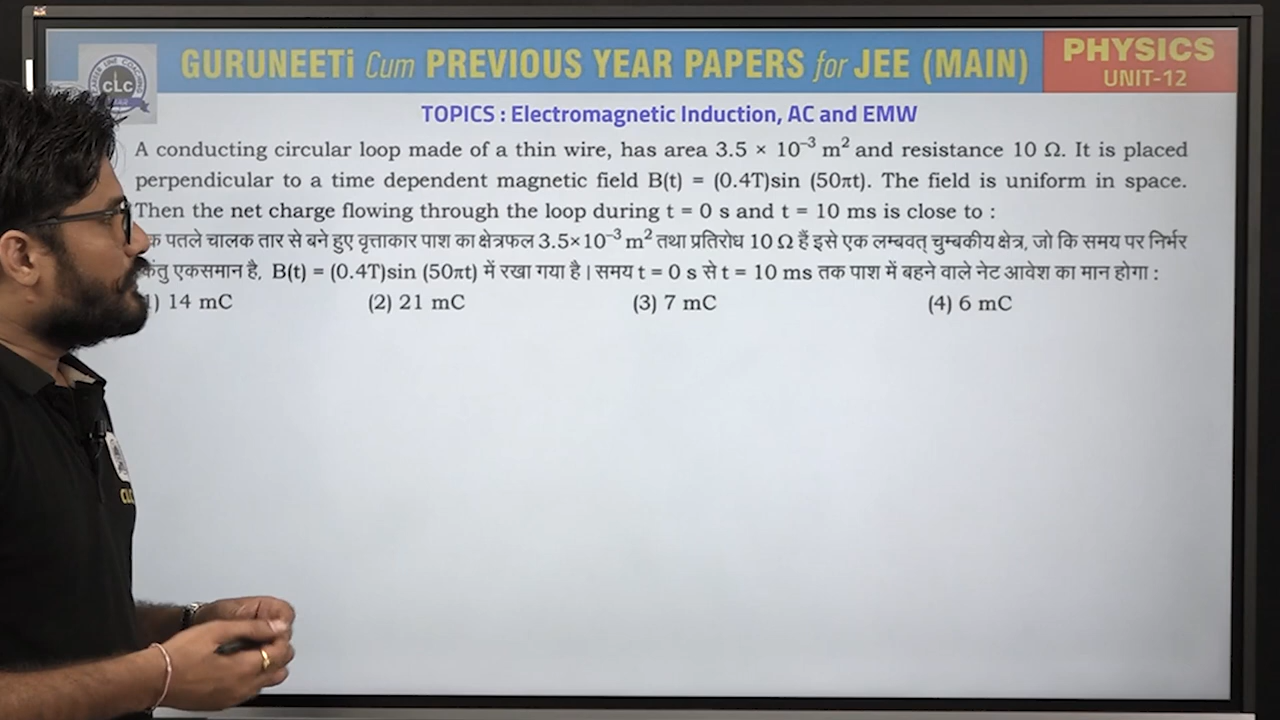 GURUNEETi Cum PREVIOUS YEAR PAPERS for JEE (MAIN)
PHYSICS
UNIT-12
CLC
TOPICS : Electromagnetic Induction, AC and EMW
A conducting circular loop made of a thin wire, has area 3.5 × 10⁻³ m² and resistance 10 Ω. It is placed
perpendicular to a time dependent magnetic field B(t) = (0.4T)sin (50πt). The field is uniform in space.
Then the net charge flowing through the loop during t = 0 s and t = 10 ms is close to :
पतले चालक तार से बने हुए वृत्ताकार पाश का क्षेत्रफल 3.5×10⁻³ m² तथा प्रतिरोध 10 Ω हैं इसे एक लम्बवत् चुम्बकीय क्षेत्र, जो कि समय पर निर्भर
एकसमान है, B(t) = (0.4T)sin (50πt) में रखा गया है। समय t = 0 s से t = 10 ms तक पाश में बहने वाले नेट आवेश का मान होगा :
1) 14 mC (2) 21 mC (3) 7 mC (4) 6 mC